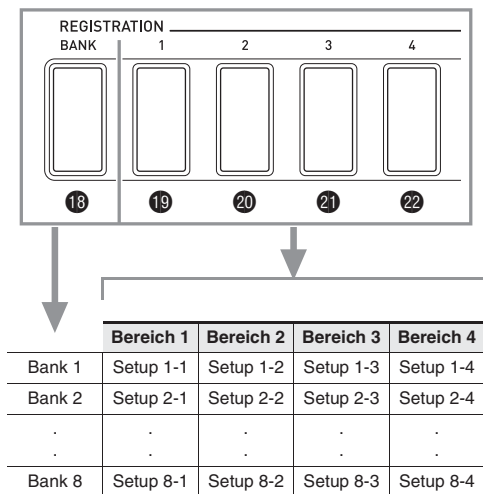 REGISTRATION
BANK 1 2 3 4
⓲ ⓳ ⓴ ㉑ ㉒
Bereich 1 Bereich 2 Bereich 3 Bereich 4
Bank 1 Setup 1-1 Setup 1-2 Setup 1-3 Setup 1-4
Bank 2 Setup 2-1 Setup 2-2 Setup 2-3 Setup 2-4
. . . . .
. . . . .
Bank 8 Setup 8-1 Setup 8-2 Setup 8-3 Setup 8-4